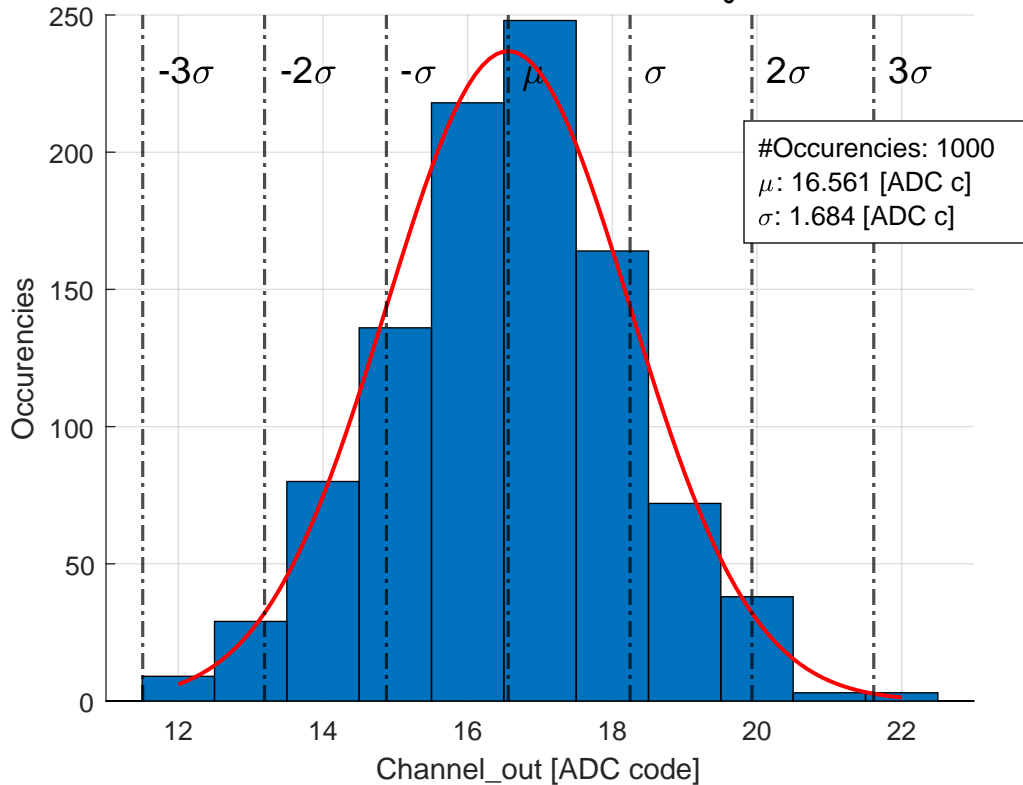 250
200
150
100
50
0
-3σ -2σ -σ μ σ 2σ 3σ
#Occurencies: 1000
μ: 16.561 [ADC c]
σ: 1.684 [ADC c]
Occurencies
12 14 16 18 20 22
Channel_out [ADC code]